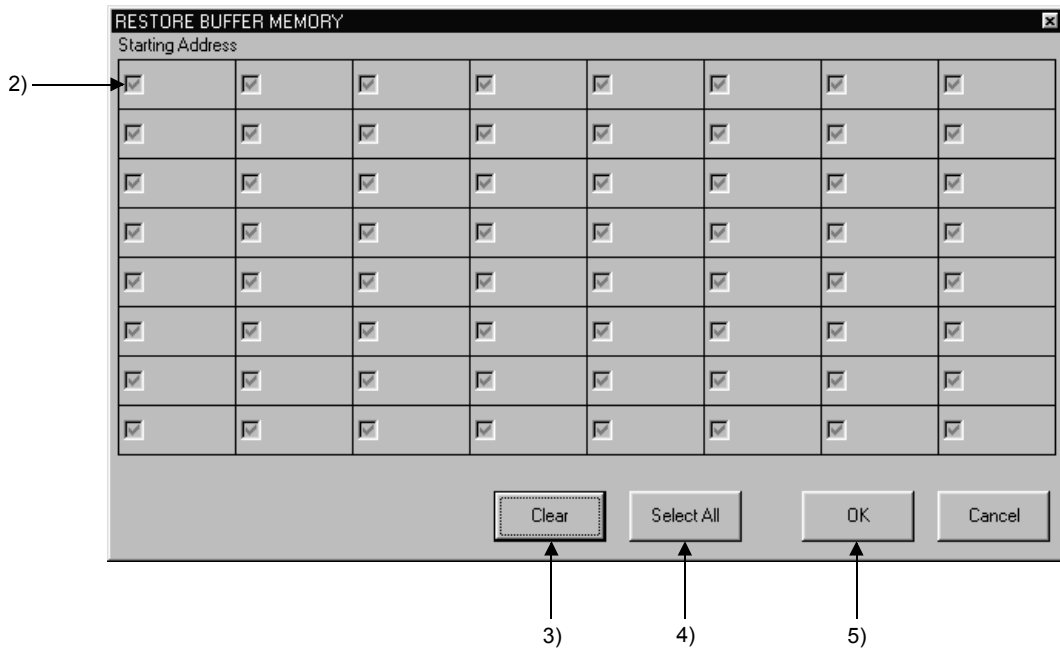 RESTORE BUFFER MEMORY
Starting Address
2)
Clear
Select All
OK
Cancel
3)
4)
5)